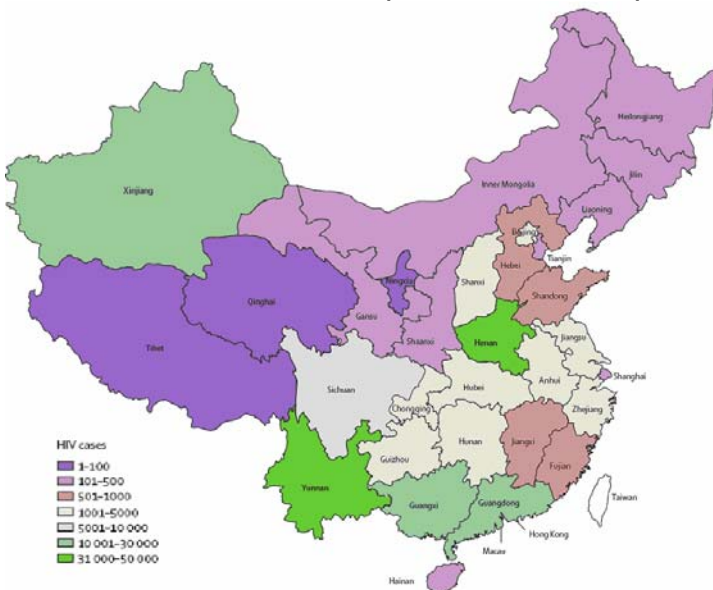 Heilongjiang
Jilin
Liaoning
Inner Mongolia
Xinjiang
Beijing
Tianjin
Hebei
Shanxi
Shandong
Ningxia
Qinghai
Gansu
Shaanxi
Henan
Jiangsu
Tibet
Shanghai
Anhui
Sichuan
Hubei
Chongqing
Zhejiang
Hunan
Jiangxi
Guizhou
Fujian
Yunnan
Guangxi
Guangdong
Taiwan
Hong Kong
Macau
Hainan
HIV cases
1–100
101–500
501–1000
1001–5000
5001–10 000
10 001–30 000
31 000–50 000